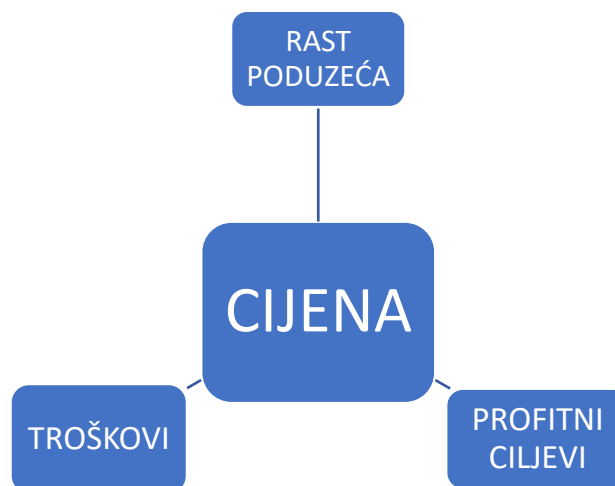 RAST
PODUZEĆA
CIJENA
TROŠKOVI
PROFITNI
CILJEVI